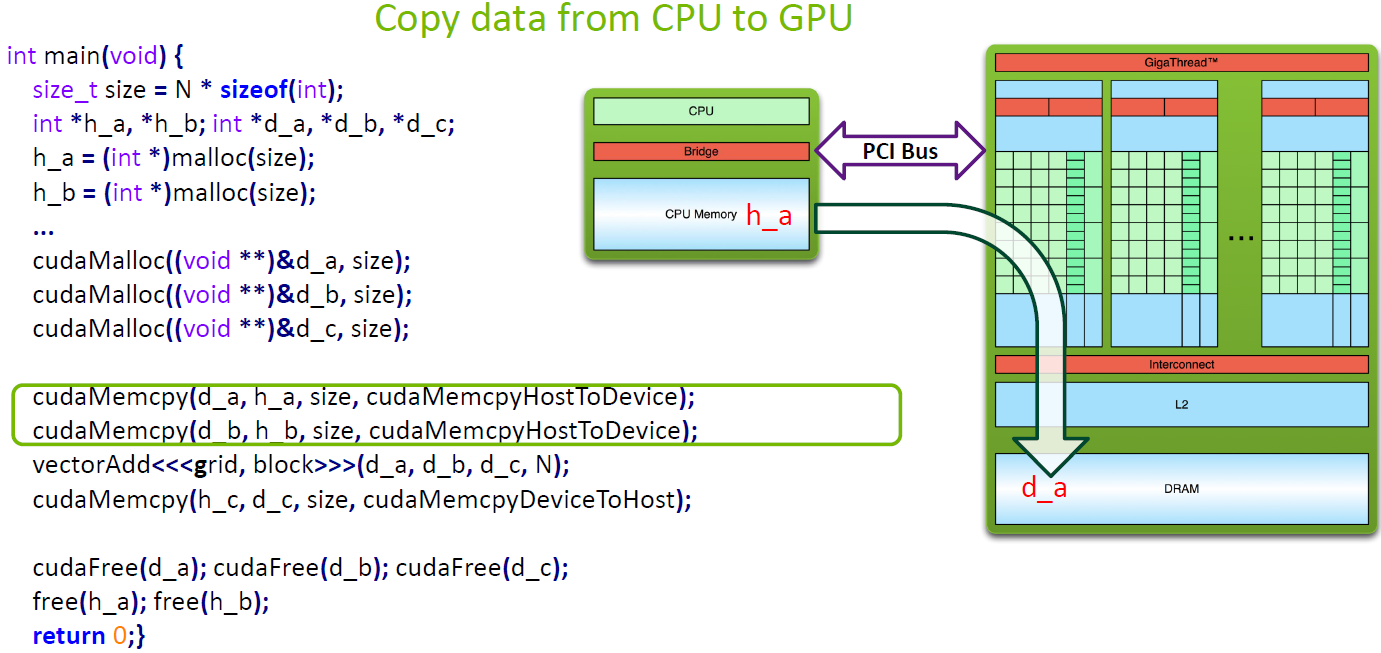 Copy data from CPU to GPU
int main(void) {
size_t size = N * sizeof(int);
int *h_a, *h_b; int *d_a, *d_b, *d_c;
h_a = (int *)malloc(size);
h_b = (int *)malloc(size);
...
cudaMalloc((void **)&d_a, size);
cudaMalloc((void **)&d_b, size);
cudaMalloc((void **)&d_c, size);
cudaMemcpy(d_a, h_a, size, cudaMemcpyHostToDevice);
cudaMemcpy(d_b, h_b, size, cudaMemcpyHostToDevice);
vectorAdd<<<grid, block>>>(d_a, d_b, d_c, N);
cudaMemcpy(h_c, d_c, size, cudaMemcpyDeviceToHost);
cudaFree(d_a); cudaFree(d_b); cudaFree(d_c);
free(h_a); free(h_b);
return 0;}
CPU
Bridge
CPU Memory h_a
PCI Bus
GigaThread™
...
Interconnect
L2
d_a DRAM